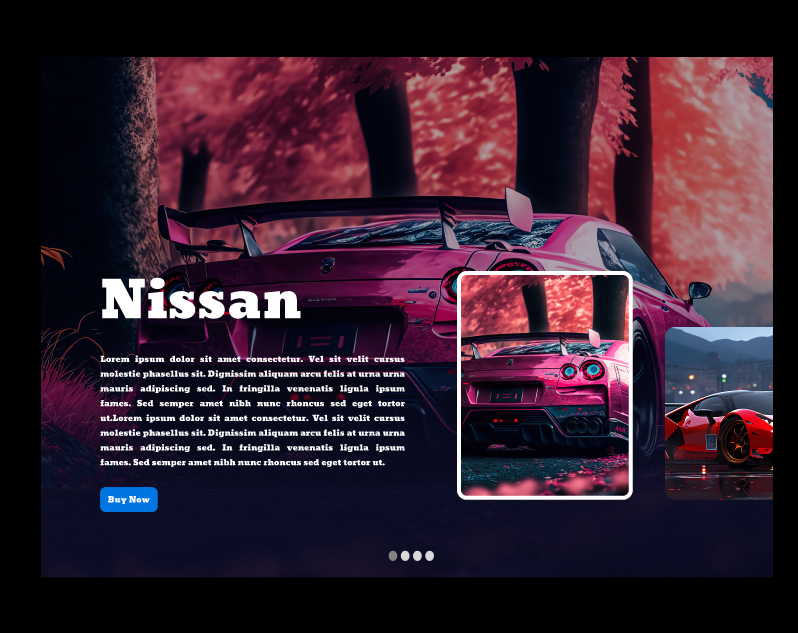 Nissan
Lorem ipsum dolor sit amet consectetur. Vel sit velit cursus
molestie phasellus sit. Dignissim aliquam arcu felis at urna urna
mauris adipiscing sed. In fringilla venenatis ligula ipsum
fames. Sed semper amet nibh nunc rhoncus sed eget tortor
ut.Lorem ipsum dolor sit amet consectetur. Vel sit velit cursus
molestie phasellus sit. Dignissim aliquam arcu felis at urna urna
mauris adipiscing sed. In fringilla venenatis ligula ipsum
fames. Sed semper amet nibh nunc rhoncus sed eget tortor ut.
Buy Now